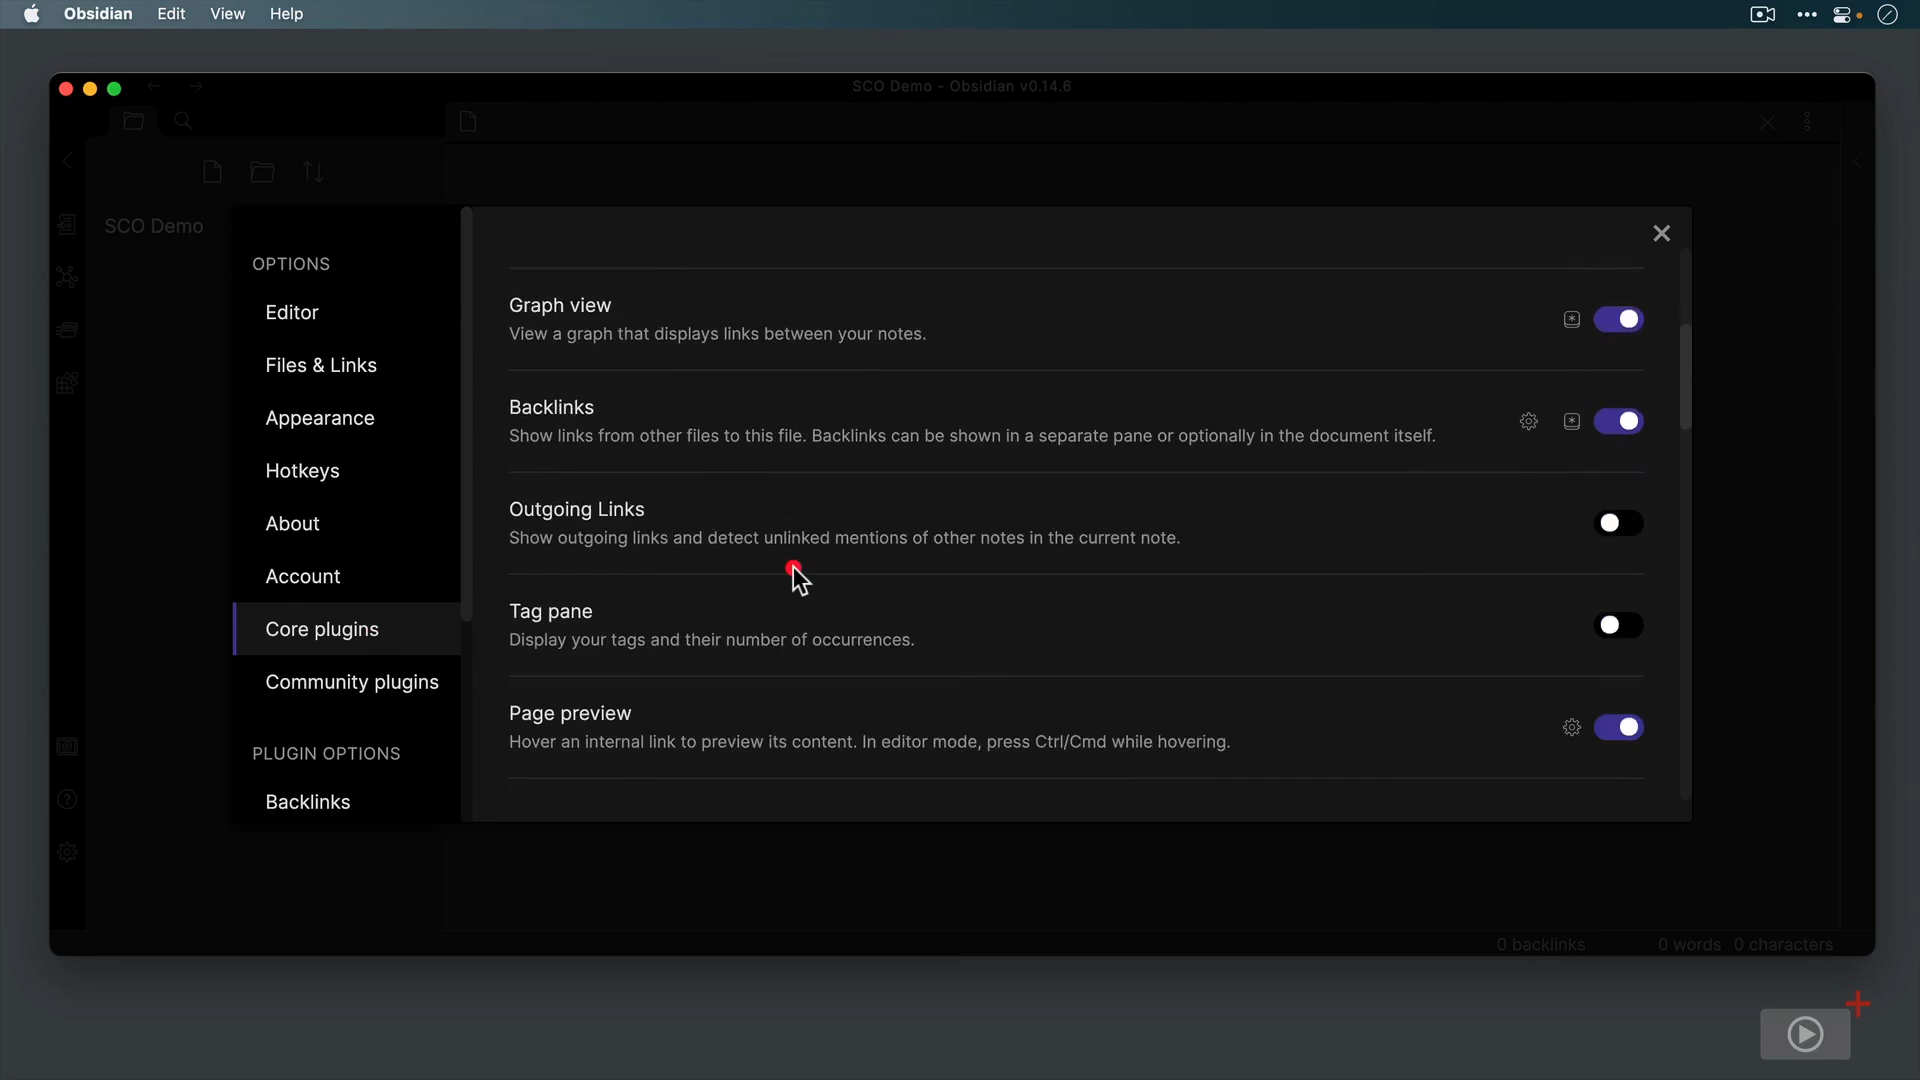 Obsidian Edit View Help
SCO Demo - Obsidian v0.14.6
SCO Demo
OPTIONS
Editor
Files & Links
Appearance
Hotkeys
About
Account
Core plugins
Community plugins
PLUGIN OPTIONS
Backlinks
Graph view
View a graph that displays links between your notes.
Backlinks
Show links from other files to this file. Backlinks can be shown in a separate pane or optionally in the document itself.
Outgoing Links
Show outgoing links and detect unlinked mentions of other notes in the current note.
Tag pane
Display your tags and their number of occurrences.
Page preview
Hover an internal link to preview its content. In editor mode, press Ctrl/Cmd while hovering.
0 backlinks 0 words 0 characters